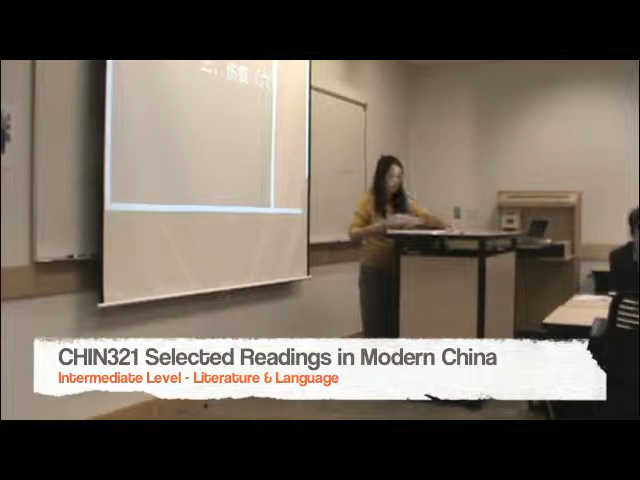 CHIN321 Selected Readings in Modern China
Intermediate Level - Literature & Language